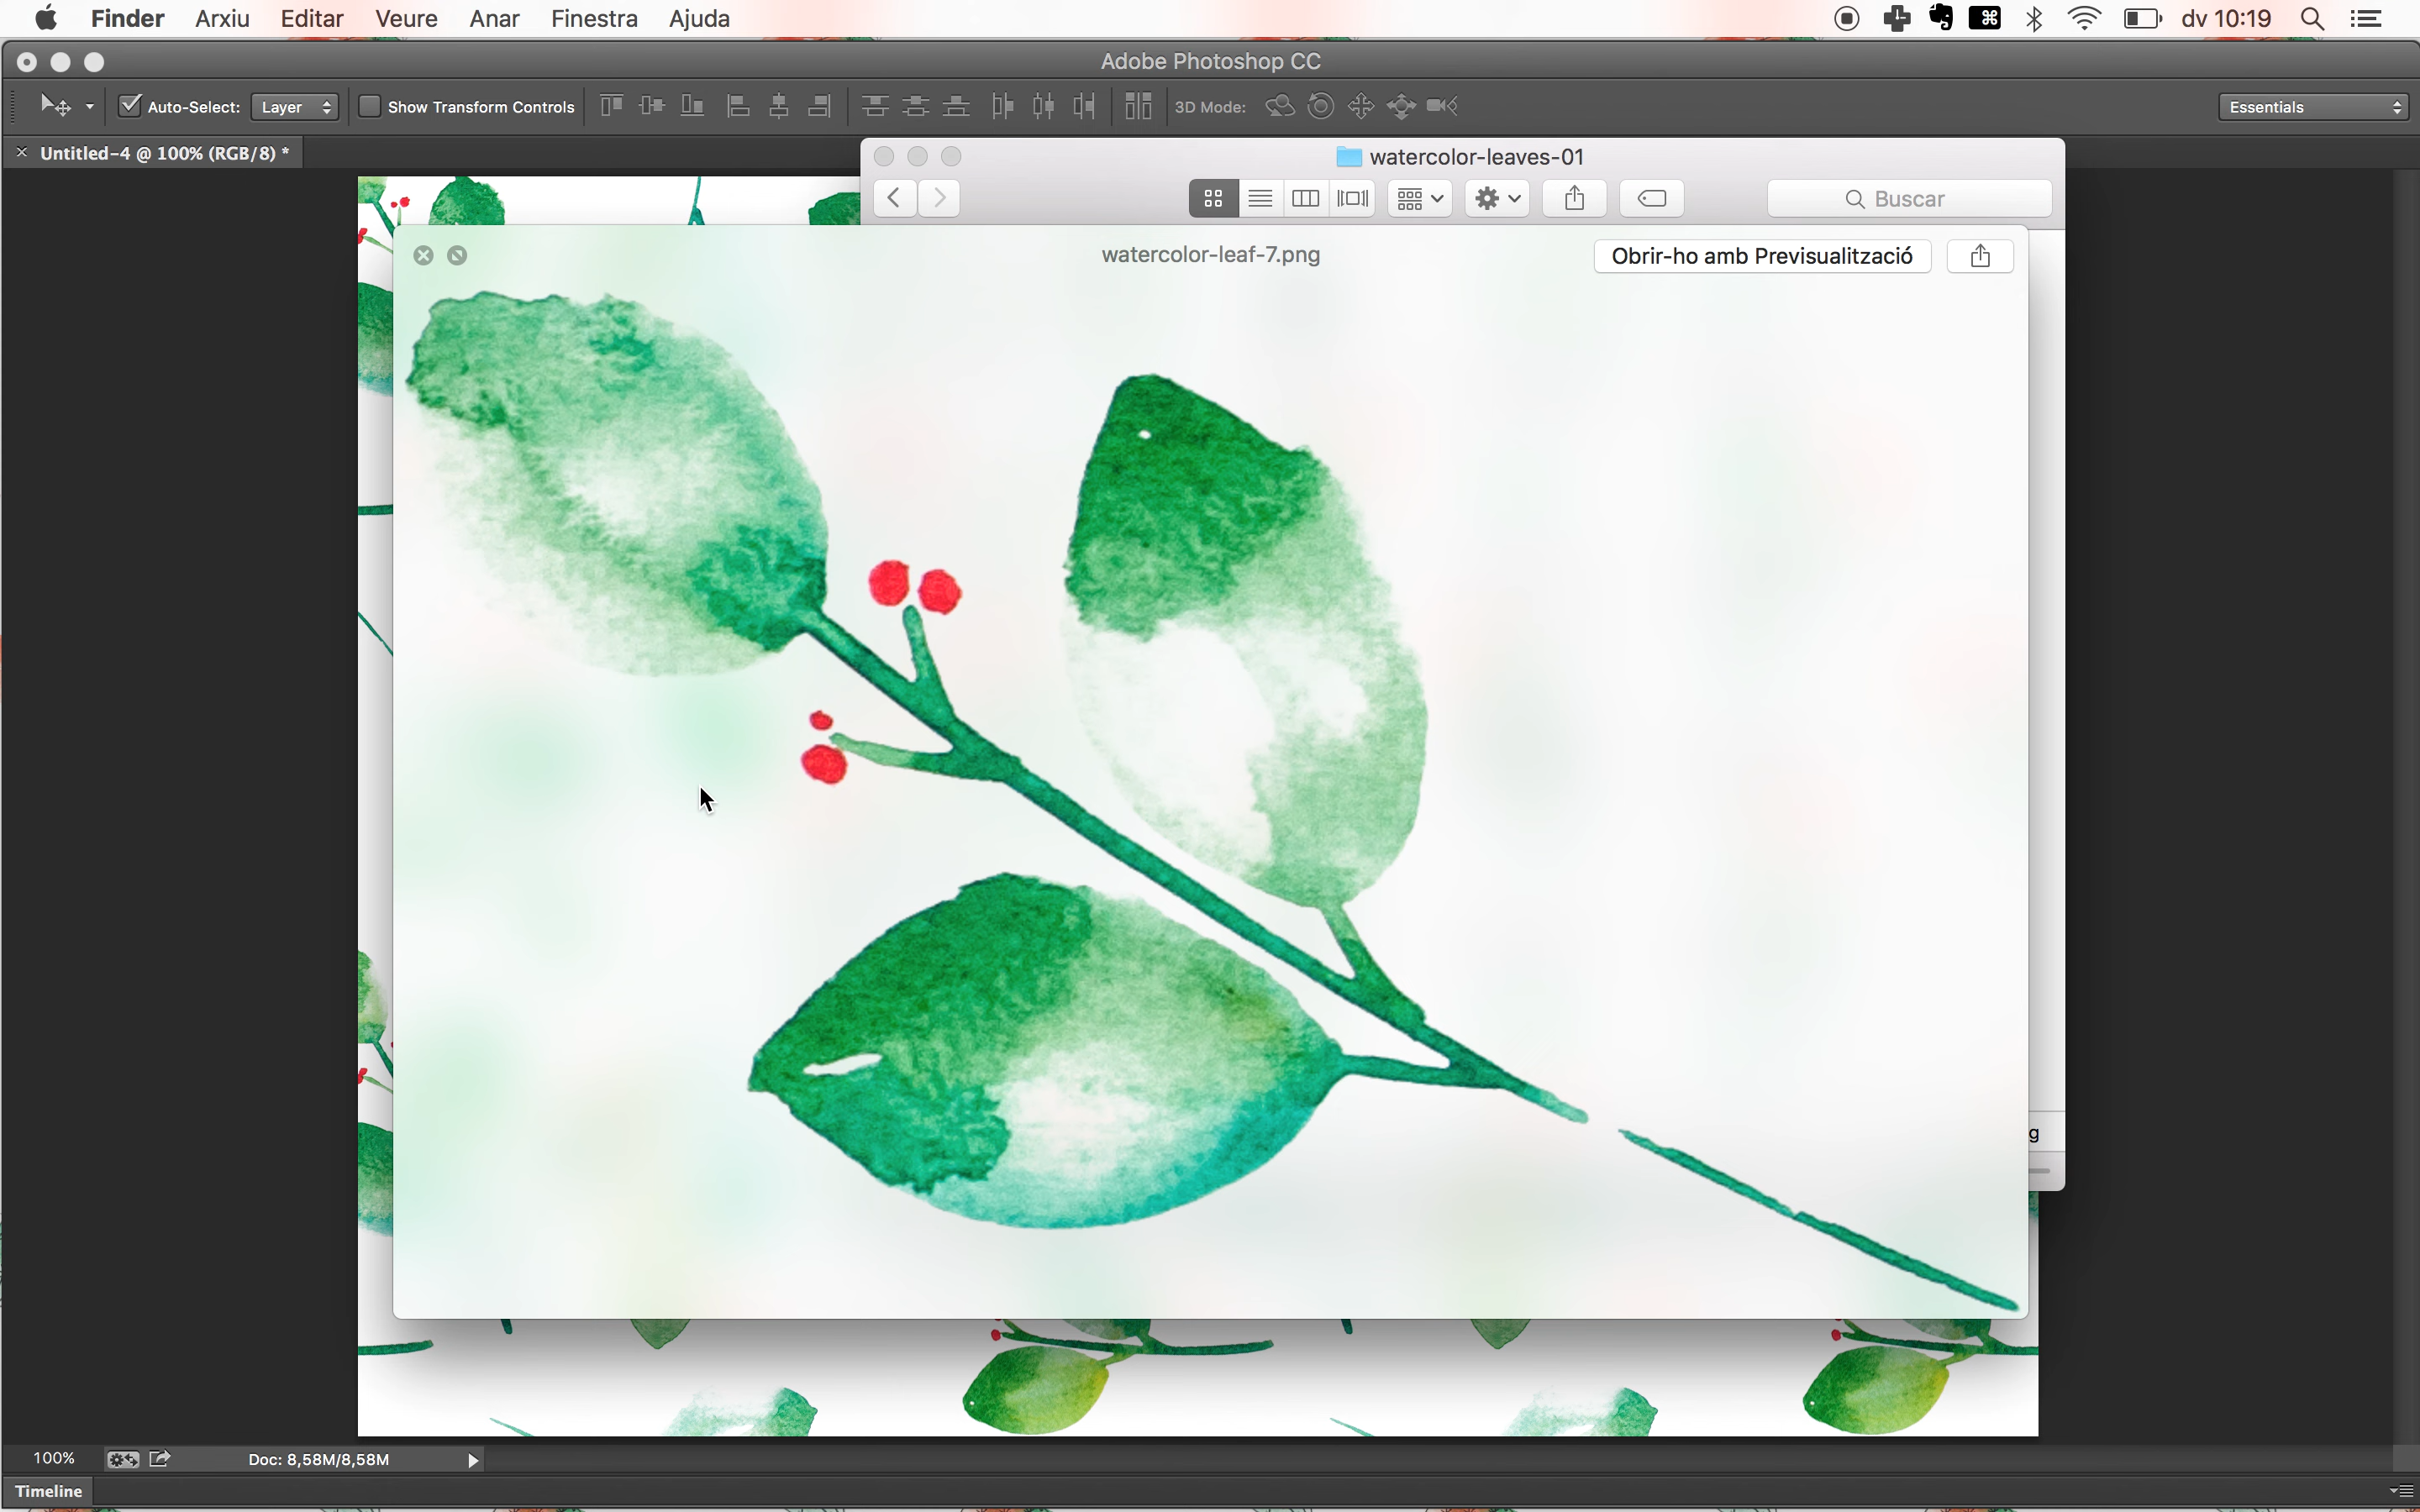 Finder Arxiu Editar Veure Anar Finestra Ajuda dv 10:19
Adobe Photoshop CC
Auto-Select: Layer Show Transform Controls 3D Mode: Essentials
Untitled-4 @ 100% (RGB/8) *
watercolor-leaves-01
Buscar
watercolor-leaf-7.png Obrir-ho amb Previsualització
g
100% Doc: 8,58M/8,58M
Timeline